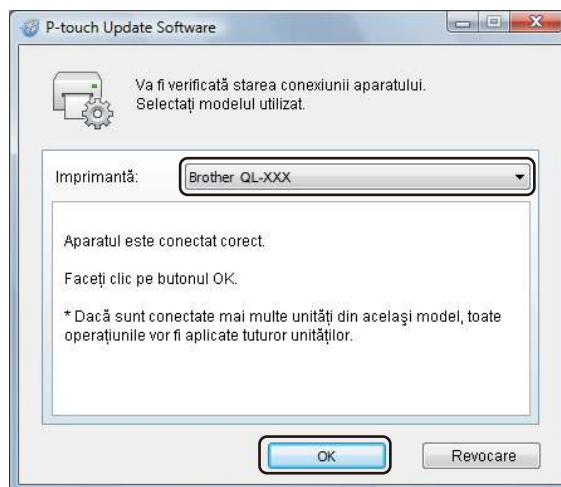 P-touch Update Software
Va fi verificată starea conexiunii aparatului.
Selectați modelul utilizat.
Imprimantă:
Brother QL-XXX
Aparatul este conectat corect.
Faceți clic pe butonul OK.
* Dacă sunt conectate mai multe unități din același model, toate
operațiunile vor fi aplicate tuturor unităților.
OK
Revocare